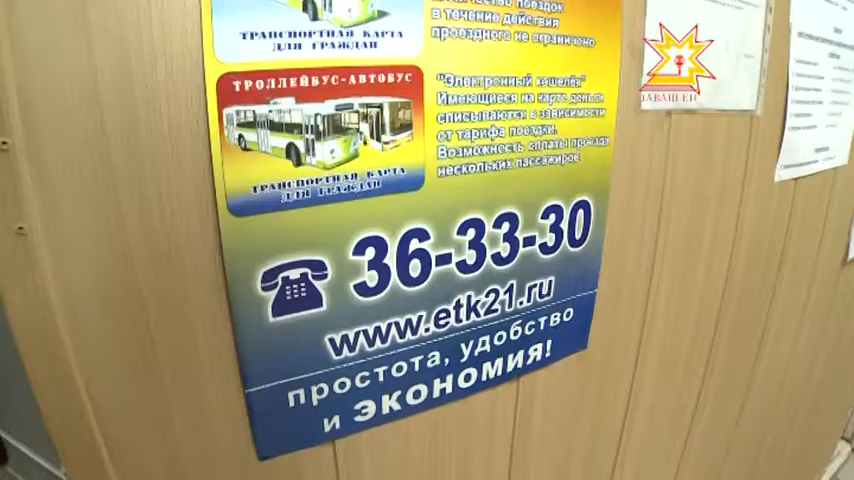 ТРАНСПОРТНАЯ КАРТА
ДЛЯ ГРАЖДАН
поездок
в течение действия
проездного не ограничено
ТРОЛЛЕЙБУС-АВТОБУС
ТРАНСПОРТНАЯ КАРТА
ДЛЯ ГРАЖДАН
"Электронный кошелёк"
Имеющиеся на карте деньги
списываются в зависимости
от тарифа поездки.
Возможность оплаты проезда
нескольких пассажиров
36-33-30
www.etk21.ru
простота, удобство
и ЭКОНОМИЯ!